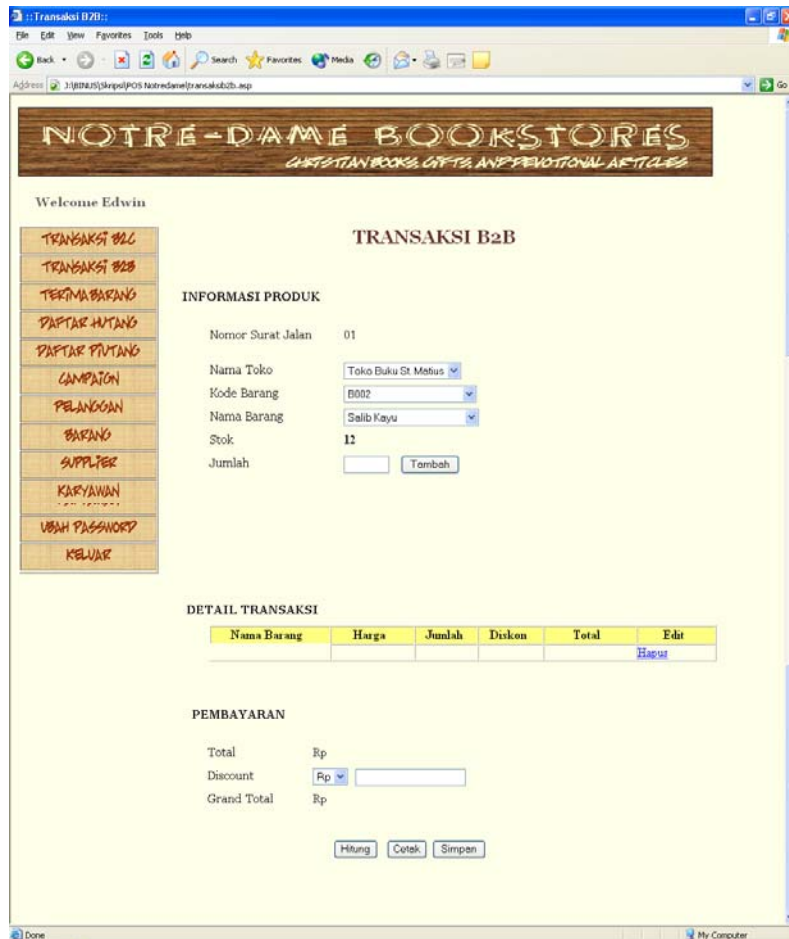 ::Transaksi B2B::
File Edit View Favorites Tools Help
Back Search Favorites Media
Address J:\BINUS\Skripsi\POS Notredame\transaksib2b.asp Go
NOTRE-DAME BOOKSTORES
CHRISTIAN BOOKS, GIFTS, AND DEVOTIONAL ARTICLES
Welcome Edwin
TRANSAKSI B2C
TRANSAKSI B2B
TERIMA BARANG
DAFTAR HUTANG
DAFTAR PIUTANG
CAMPAIGN
PELANGGAN
BARANG
SUPPLIER
KARYAWAN
UBAH PASSWORD
KELUAR
TRANSAKSI B2B
INFORMASI PRODUK
Nomor Surat Jalan 01
Nama Toko Toko Buku St. Matius
Kode Barang B002
Nama Barang Salib Kayu
Stok 12
Jumlah Tambah
DETAIL TRANSAKSI
Nama Barang Harga Jumlah Diskon Total Edit
Hapus
PEMBAYARAN
Total Rp
Discount Rp
Grand Total Rp
Hitung Cetak Simpan
Done My Computer